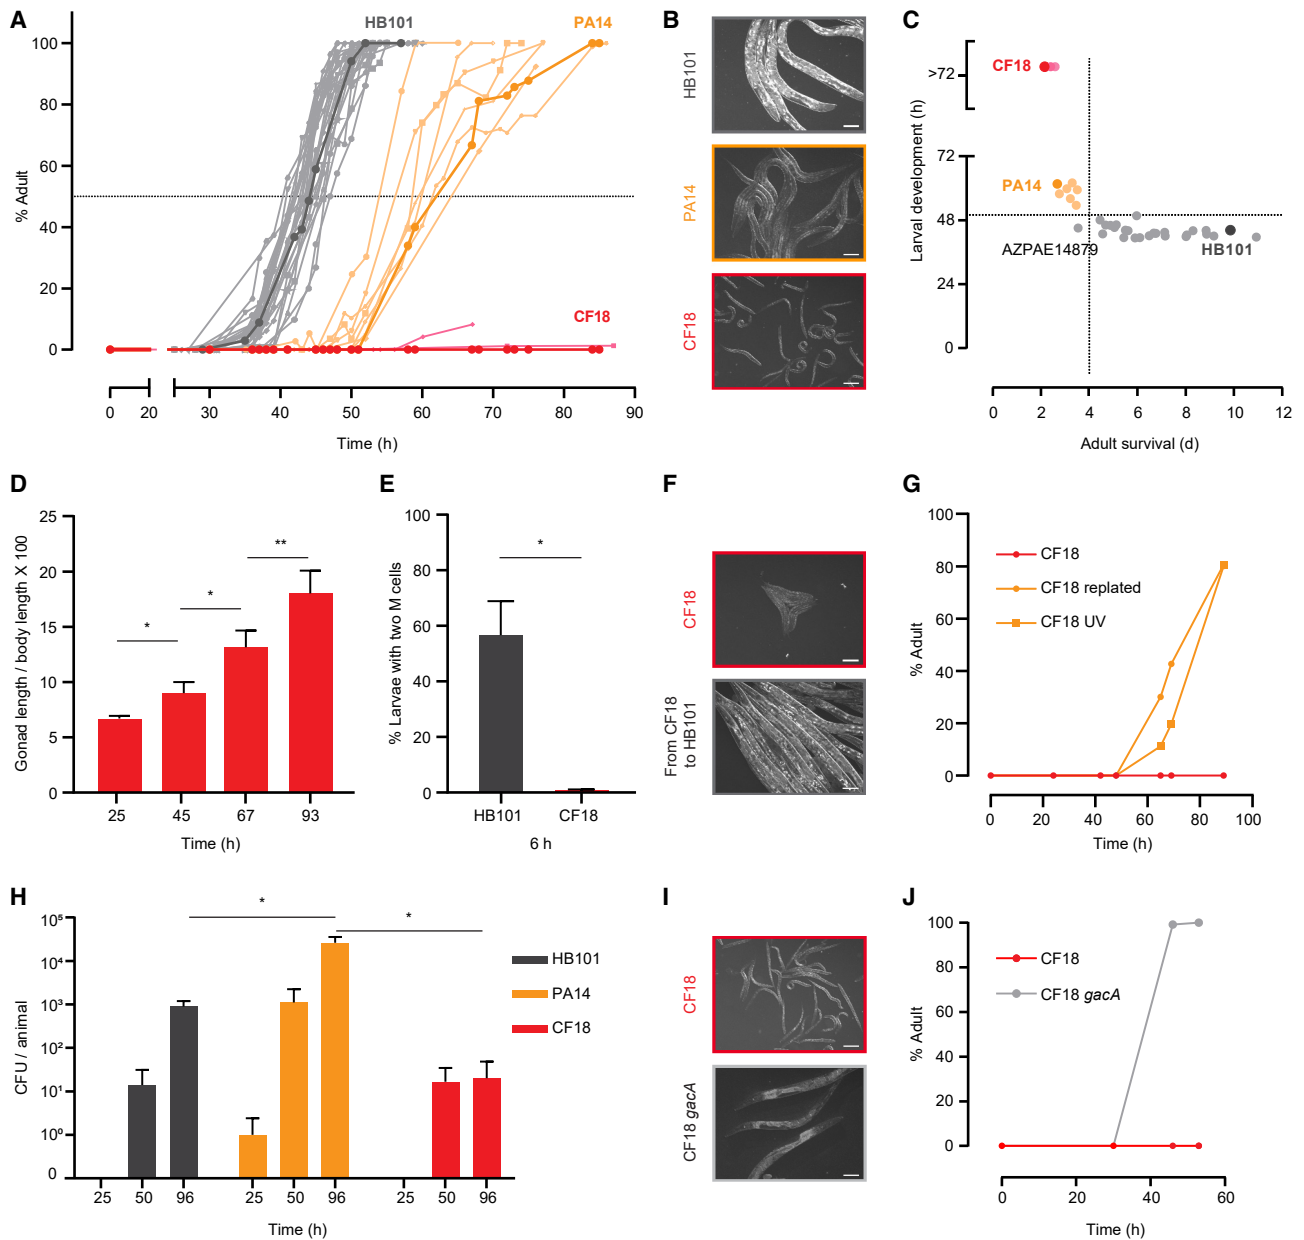 A
HB101
PA14
CF18
% Adult
100
80
60
40
20
0
0
20
30
40
50
60
70
80
90
Time (h)
B
HB101
PA14
CF18
C
CF18
>72
72
48
24
0
PA14
AZPAE14879
HB101
Larval development (h)
0
2
4
6
8
10
12
Adult survival (d)
D
Gonad length / body length X 100
25
20
15
10
5
0
*
*
**
25
45
67
93
Time (h)
E
% Larvae with two M cells
100
80
60
40
20
0
*
HB101
CF18
6 h
F
CF18
From CF18
to HB101
G
% Adult
100
80
60
40
20
0
CF18
CF18 replated
CF18 UV
0
20
40
60
80
100
Time (h)
H
CFU / animal
10⁵
10⁴
10³
10²
10¹
10⁰
0
*
*
HB101
PA14
CF18
25
50
96
25
50
96
25
50
96
Time (h)
I
CF18
CF18 gacA
J
% Adult
100
80
60
40
20
0
CF18
CF18 gacA
0
20
40
60
Time (h)